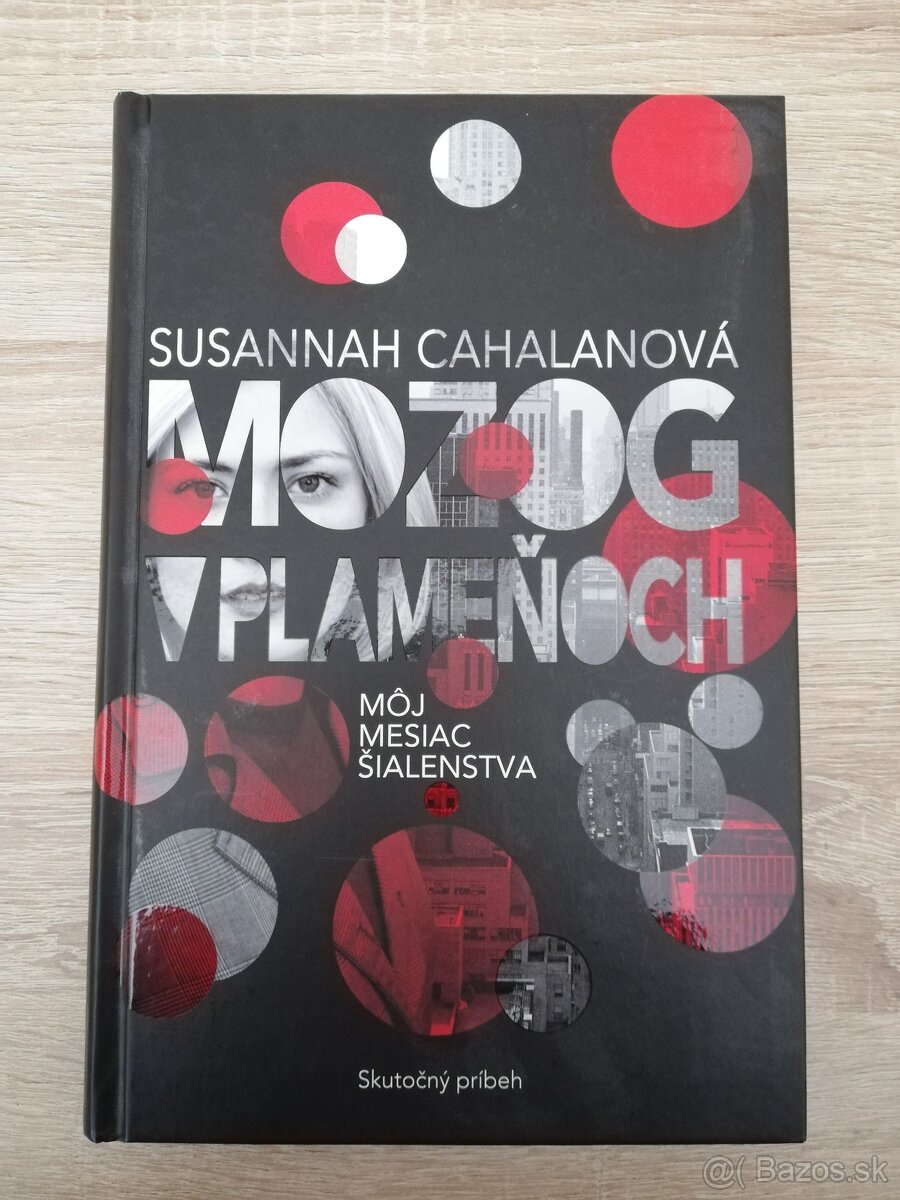 SUSANNAH CAHALANOVÁ
MOZOG
V PLAMEŇOCH
MÔJ
MESIAC
ŠIALENSTVA
Skutočný príbeh
@( Bazos.sk